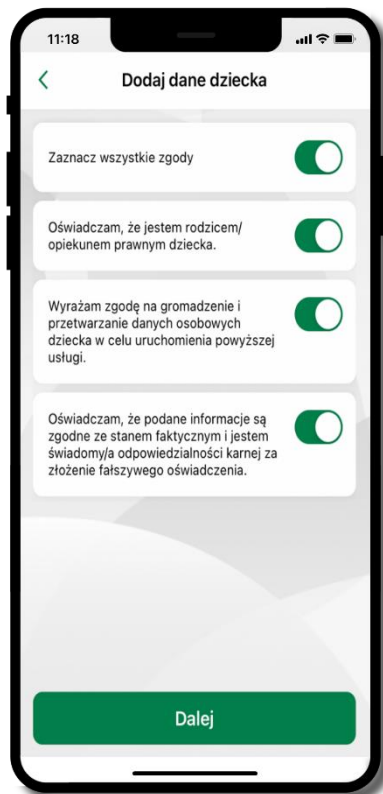 11:18
Dodaj dane dziecka
Zaznacz wszystkie zgody
Oświadczam, że jestem rodzicem/
opiekunem prawnym dziecka.
Wyrażam zgodę na gromadzenie i
przetwarzanie danych osobowych
dziecka w celu uruchomienia powyższej
usługi.
Oświadczam, że podane informacje są
zgodne ze stanem faktycznym i jestem
świadomy/a odpowiedzialności karnej za
złożenie fałszywego oświadczenia.
Dalej